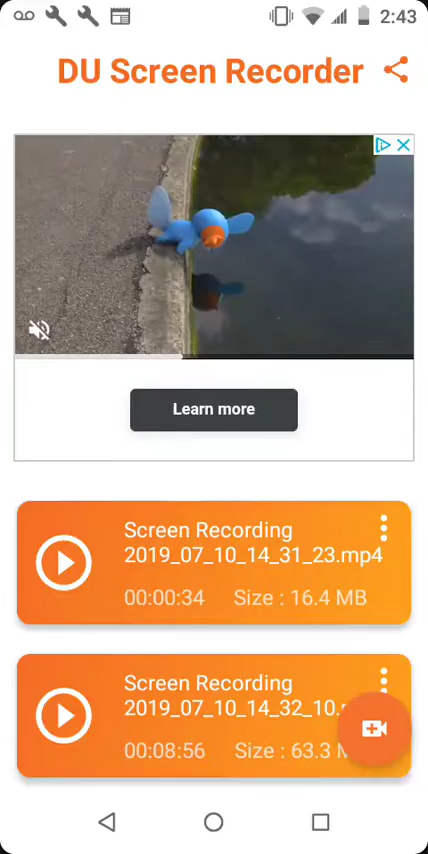 2:43
DU Screen Recorder
Learn more
Screen Recording
2019_07_10_14_31_23.mp4
00:00:34 Size : 16.4 MB
Screen Recording
2019_07_10_14_32_10.
00:08:56 Size : 63.3